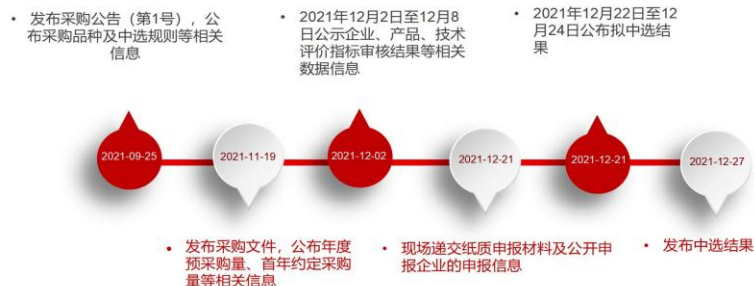 • 发布采购公告（第1号），公
布采购品种及中选规则等相关
信息
• 2021年12月2日至12月8
日公示企业、产品、技术
评价指标审核结果等相关
数据信息
• 2021年12月22日至12
月24日公布拟中选结
果
2021-09-25
2021-11-19
2021-12-02
2021-12-21
2021-12-21
2021-12-27
• 发布采购文件，公布年度
预采购量、首年约定采购
量等相关信息
• 现场递交纸质申报材料及公开申
报企业的申报信息
• 发布中选结果